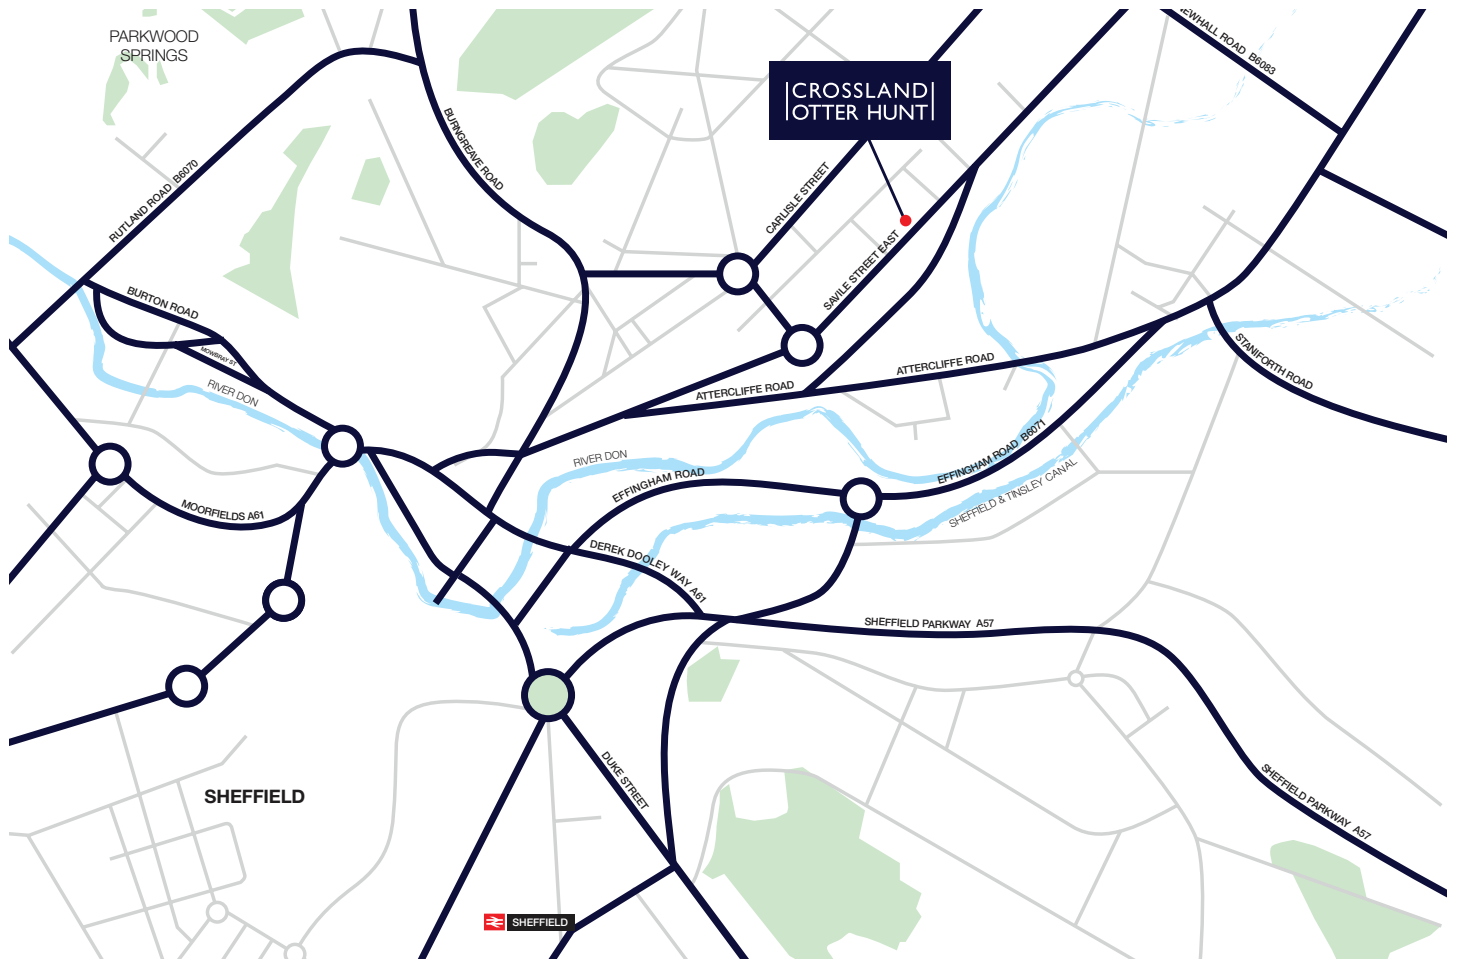 PARKWOOD
SPRINGS
EWHALL ROAD B6083
CROSSLAND
OTTER HUNT
BURNGREAVE ROAD
RUTLAND ROAD B6070
CARLISLE STREET
SAVILE STREET EAST
BURTON ROAD
MOWBRAY ST
RIVER DON
ATTERCLIFFE ROAD
ATTERCLIFFE ROAD
STANIFORTH ROAD
RIVER DON
EFFINGHAM ROAD
EFFINGHAM ROAD B6071
SHEFFIELD & TINSLEY CANAL
MOORFIELDS A61
DEREK DOOLEY WAY A61
SHEFFIELD PARKWAY A57
DUKE STREET
SHEFFIELD
SHEFFIELD PARKWAY A57
SHEFFIELD